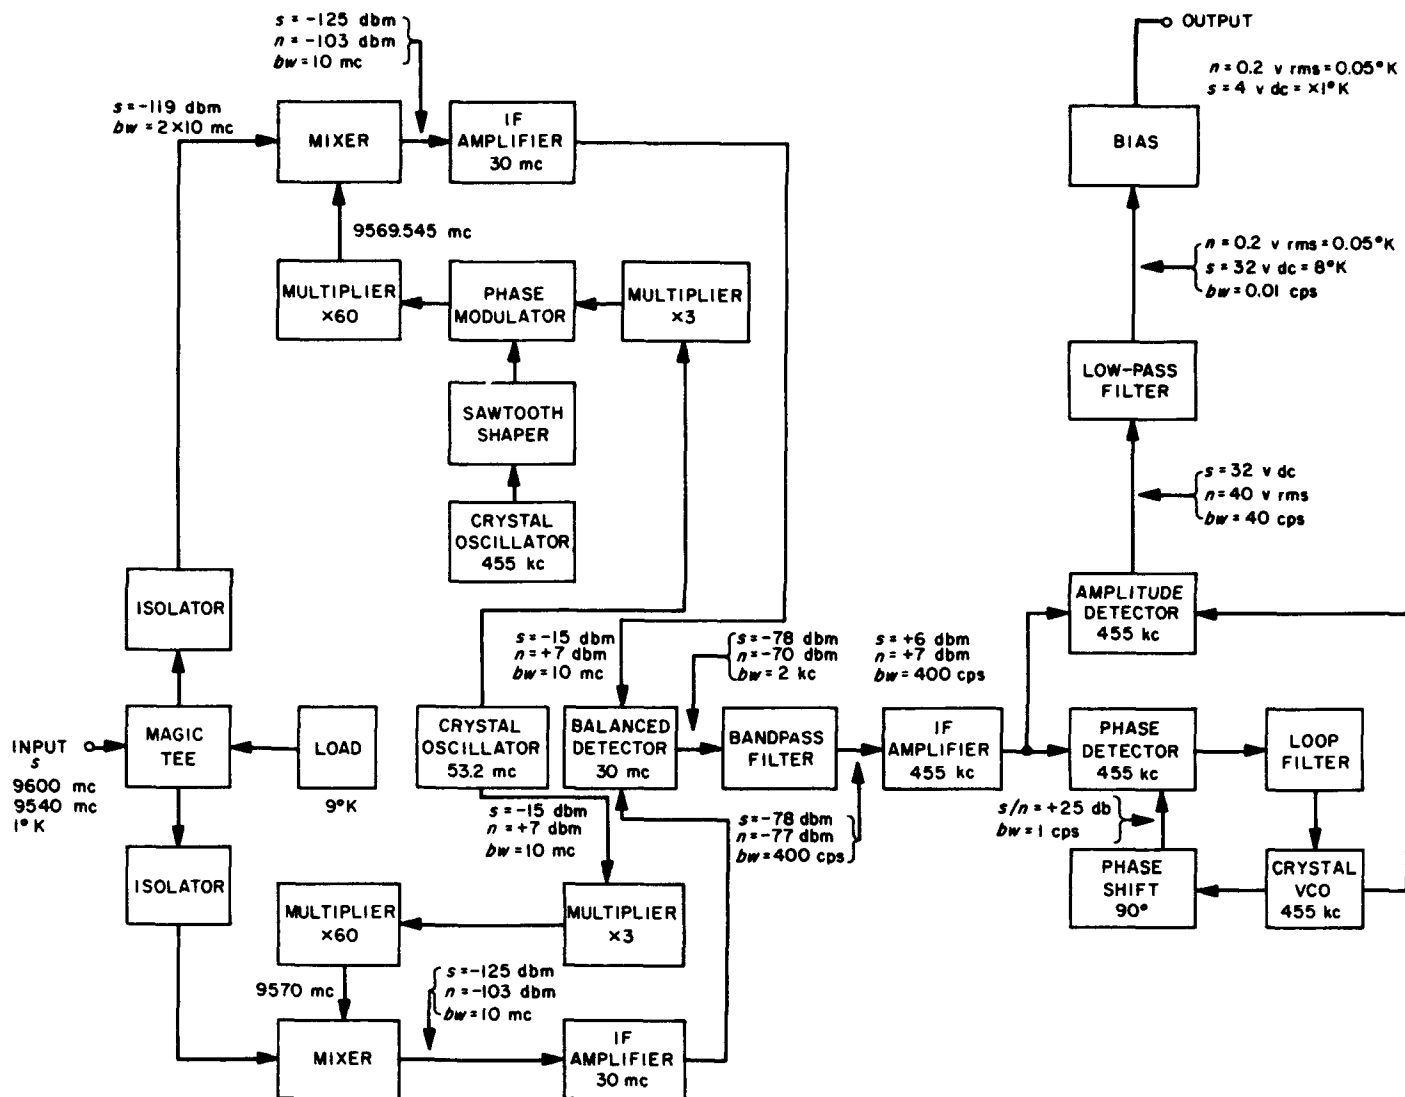 s = -125 dbm
n = -103 dbm
bw = 10 mc
s = -119 dbm
bw = 2×10 mc
MIXER
IF
AMPLIFIER
30 mc
9569.545 mc
MULTIPLIER
×60
PHASE
MODULATOR
MULTIPLIER
×3
SAWTOOTH
SHAPER
CRYSTAL
OSCILLATOR
455 kc
ISOLATOR
MAGIC
TEE
LOAD
9°K
INPUT
s
9600 mc
9540 mc
1°K
ISOLATOR
s = -15 dbm
n = +7 dbm
bw = 10 mc
CRYSTAL
OSCILLATOR
53.2 mc
s = -15 dbm
n = +7 dbm
bw = 10 mc
BALANCED
DETECTOR
30 mc
s = -78 dbm
n = -70 dbm
bw = 2 kc
BANDPASS
FILTER
s = -78 dbm
n = -77 dbm
bw = 400 cps
s = +6 dbm
n = +7 dbm
bw = 400 cps
IF
AMPLIFIER
455 kc
MULTIPLIER
×60
MULTIPLIER
×3
9570 mc
s = -125 dbm
n = -103 dbm
bw = 10 mc
MIXER
IF
AMPLIFIER
30 mc
OUTPUT
n = 0.2 v rms = 0.05°K
s = 4 v dc = ×1°K
BIAS
n = 0.2 v rms = 0.05°K
s = 32 v dc = 8°K
bw = 0.01 cps
LOW-PASS
FILTER
s = 32 v dc
n = 40 v rms
bw = 40 cps
AMPLITUDE
DETECTOR
455 kc
PHASE
DETECTOR
455 kc
LOOP
FILTER
s/n = +25 db
bw = 1 cps
PHASE
SHIFT
90°
CRYSTAL
VCO
455 kc